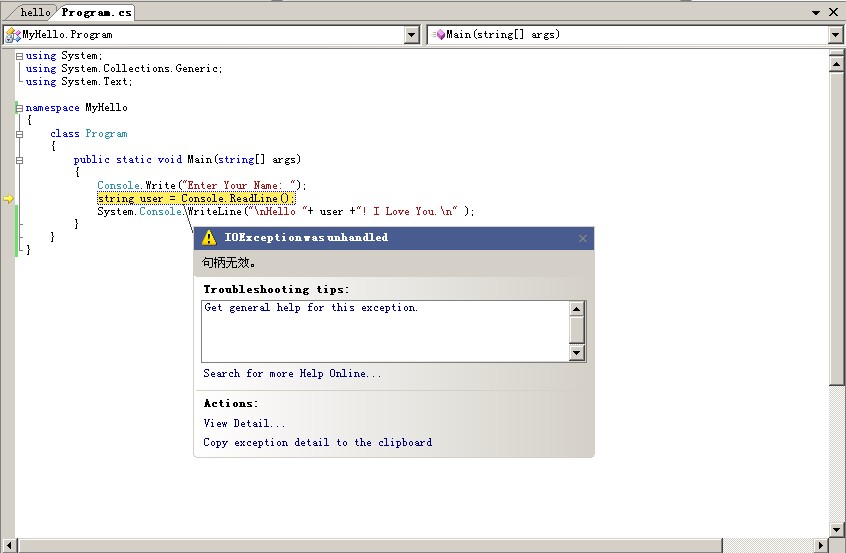 hello Program.cs
MyHello.Program Main(string[] args)
using System;
using System.Collections.Generic;
using System.Text;
namespace MyHello
{
class Program
{
public static void Main(string[] args)
{
Console.Write("Enter Your Name: ");
string user = Console.ReadLine();
System.Console.WriteLine("\nHello "+ user +"! I Love You.\n" );
}
}
}
IOException was unhandled
句柄无效。
Troubleshooting tips:
Get general help for this exception.
Search for more Help Online...
Actions:
View Detail...
Copy exception detail to the clipboard